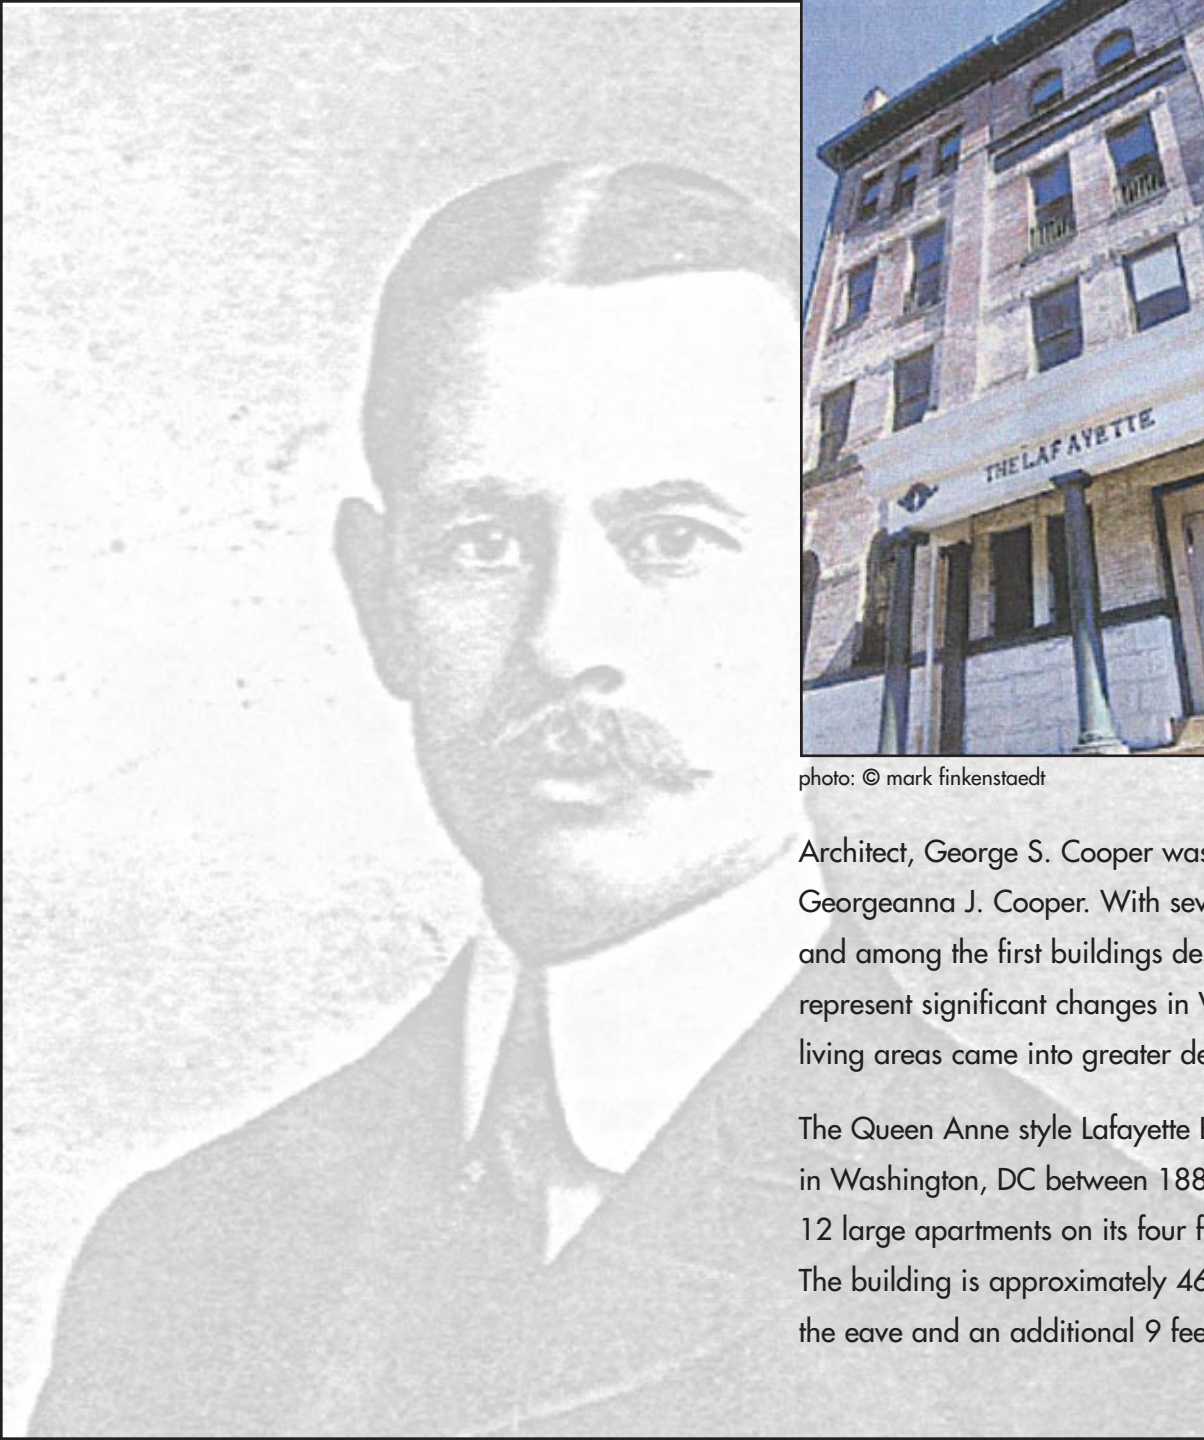 THE LAFAYETTE
photo: © mark finkenstaedt
Architect, George S. Cooper was
Georgeanna J. Cooper. With sev
and among the first buildings de
represent significant changes in
living areas came into greater de
The Queen Anne style Lafayette
in Washington, DC between 188
12 large apartments on its four f
The building is approximately 46
the eave and an additional 9 fee